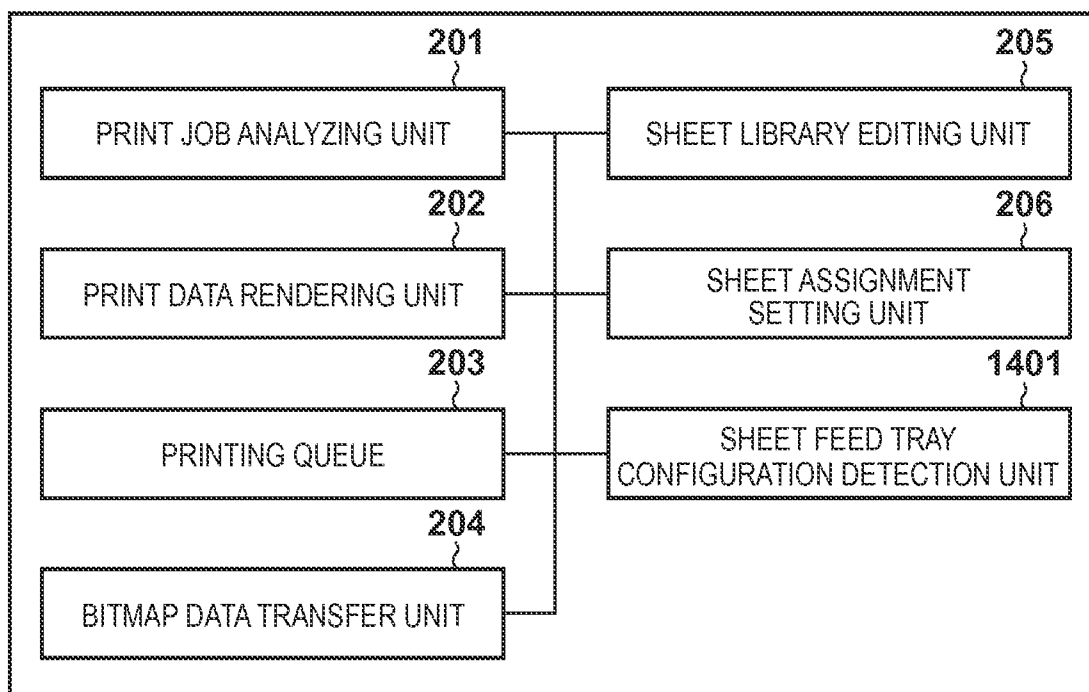 201
PRINT JOB ANALYZING UNIT
202
PRINT DATA RENDERING UNIT
203
PRINTING QUEUE
204
BITMAP DATA TRANSFER UNIT
205
SHEET LIBRARY EDITING UNIT
206
SHEET ASSIGNMENT
SETTING UNIT
1401
SHEET FEED TRAY
CONFIGURATION DETECTION UNIT